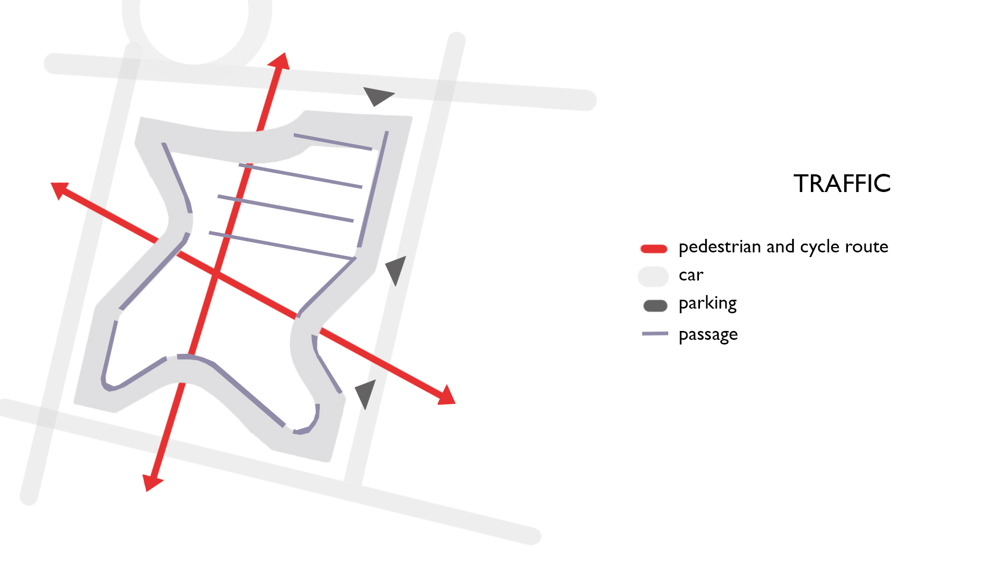 TRAFFIC
pedestrian and cycle route
car
parking
passage